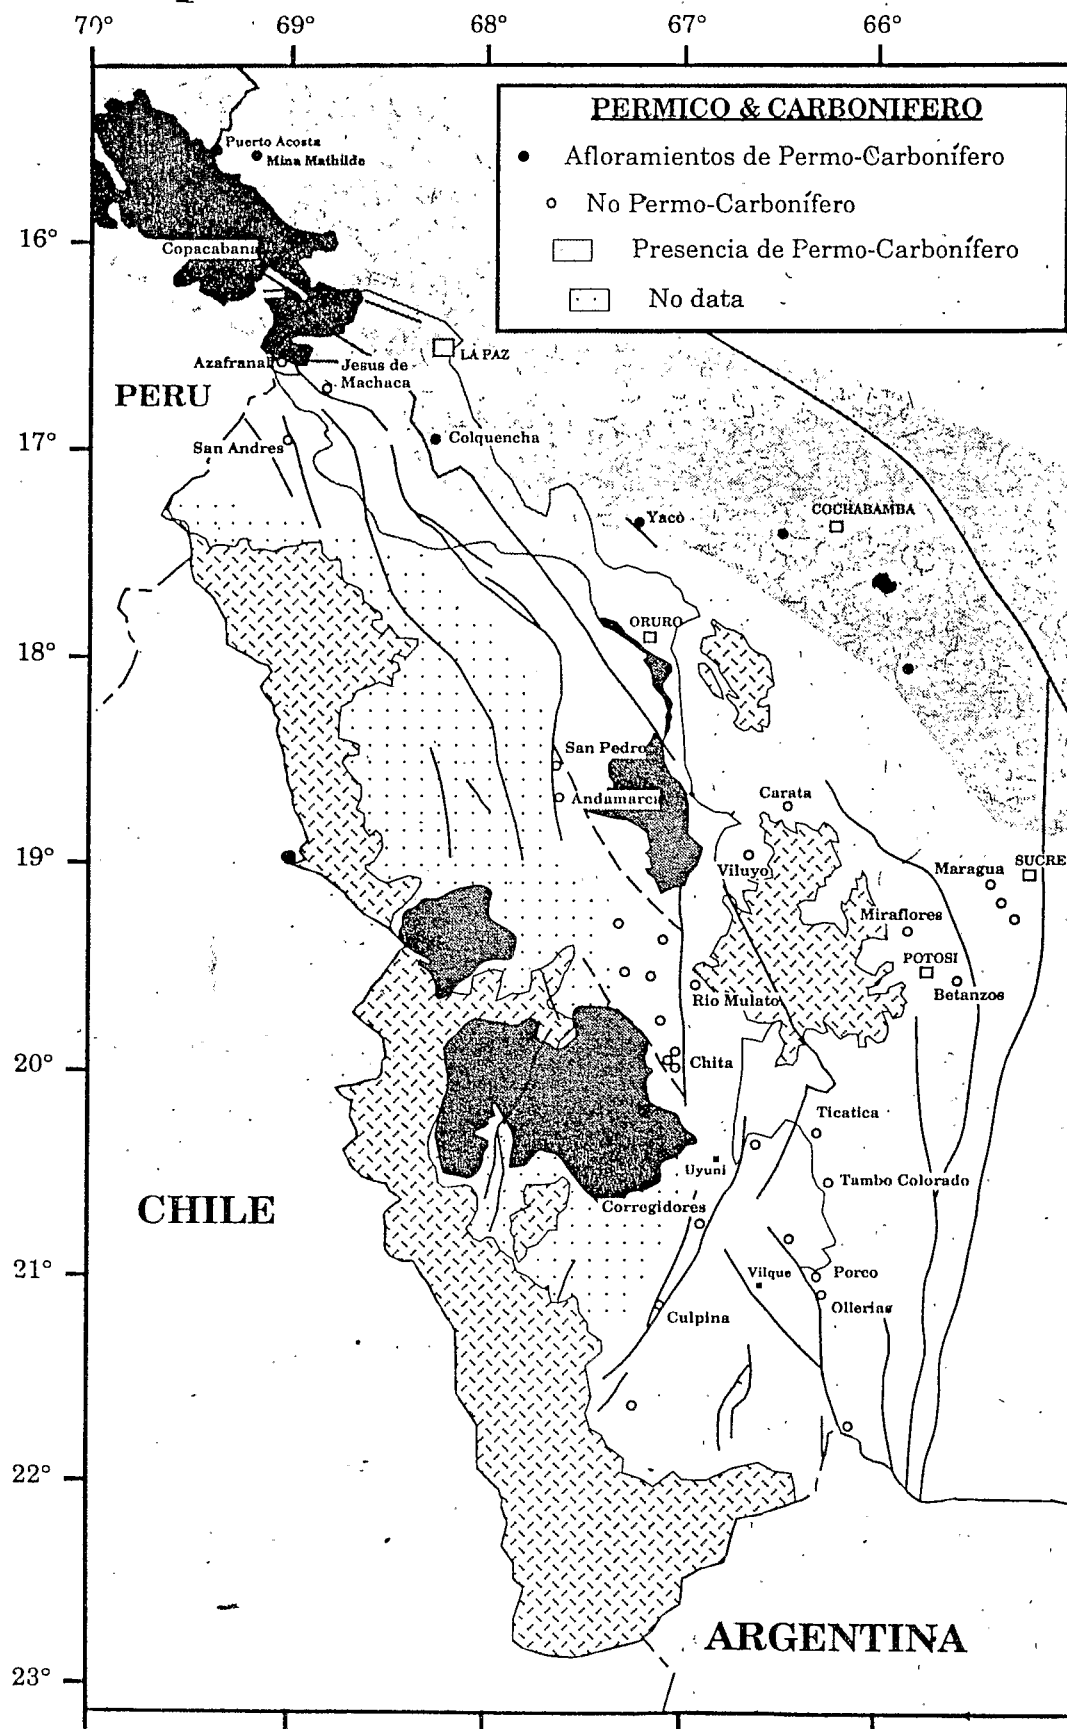 70° 69° 68° 67° 66°
PERMICO & CARBONIFERO
Afloramientos de Permo-Carbonífero
No Permo-Carbonífero
Presencia de Permo-Carbonífero
No data
Puerto Acosta
Mina Mathilde
16°
Copacabana
LA PAZ
Azafranal
Jesus de
Machaca
PERU
17°
San Andres
Colquencha
Yaco
COCHABAMBA
ORURO
18°
San Pedro
Andamarca
Carata
19°
Viluyo
Maragua
SUCRE
Miraflores
POTOSI
Betanzos
Rio Mulato
20°
Chita
Ticatica
Uyuni
Tambo Colorado
CHILE
Corregidores
21°
Vilque
Porco
Ollerias
Culpina
22°
ARGENTINA
23°